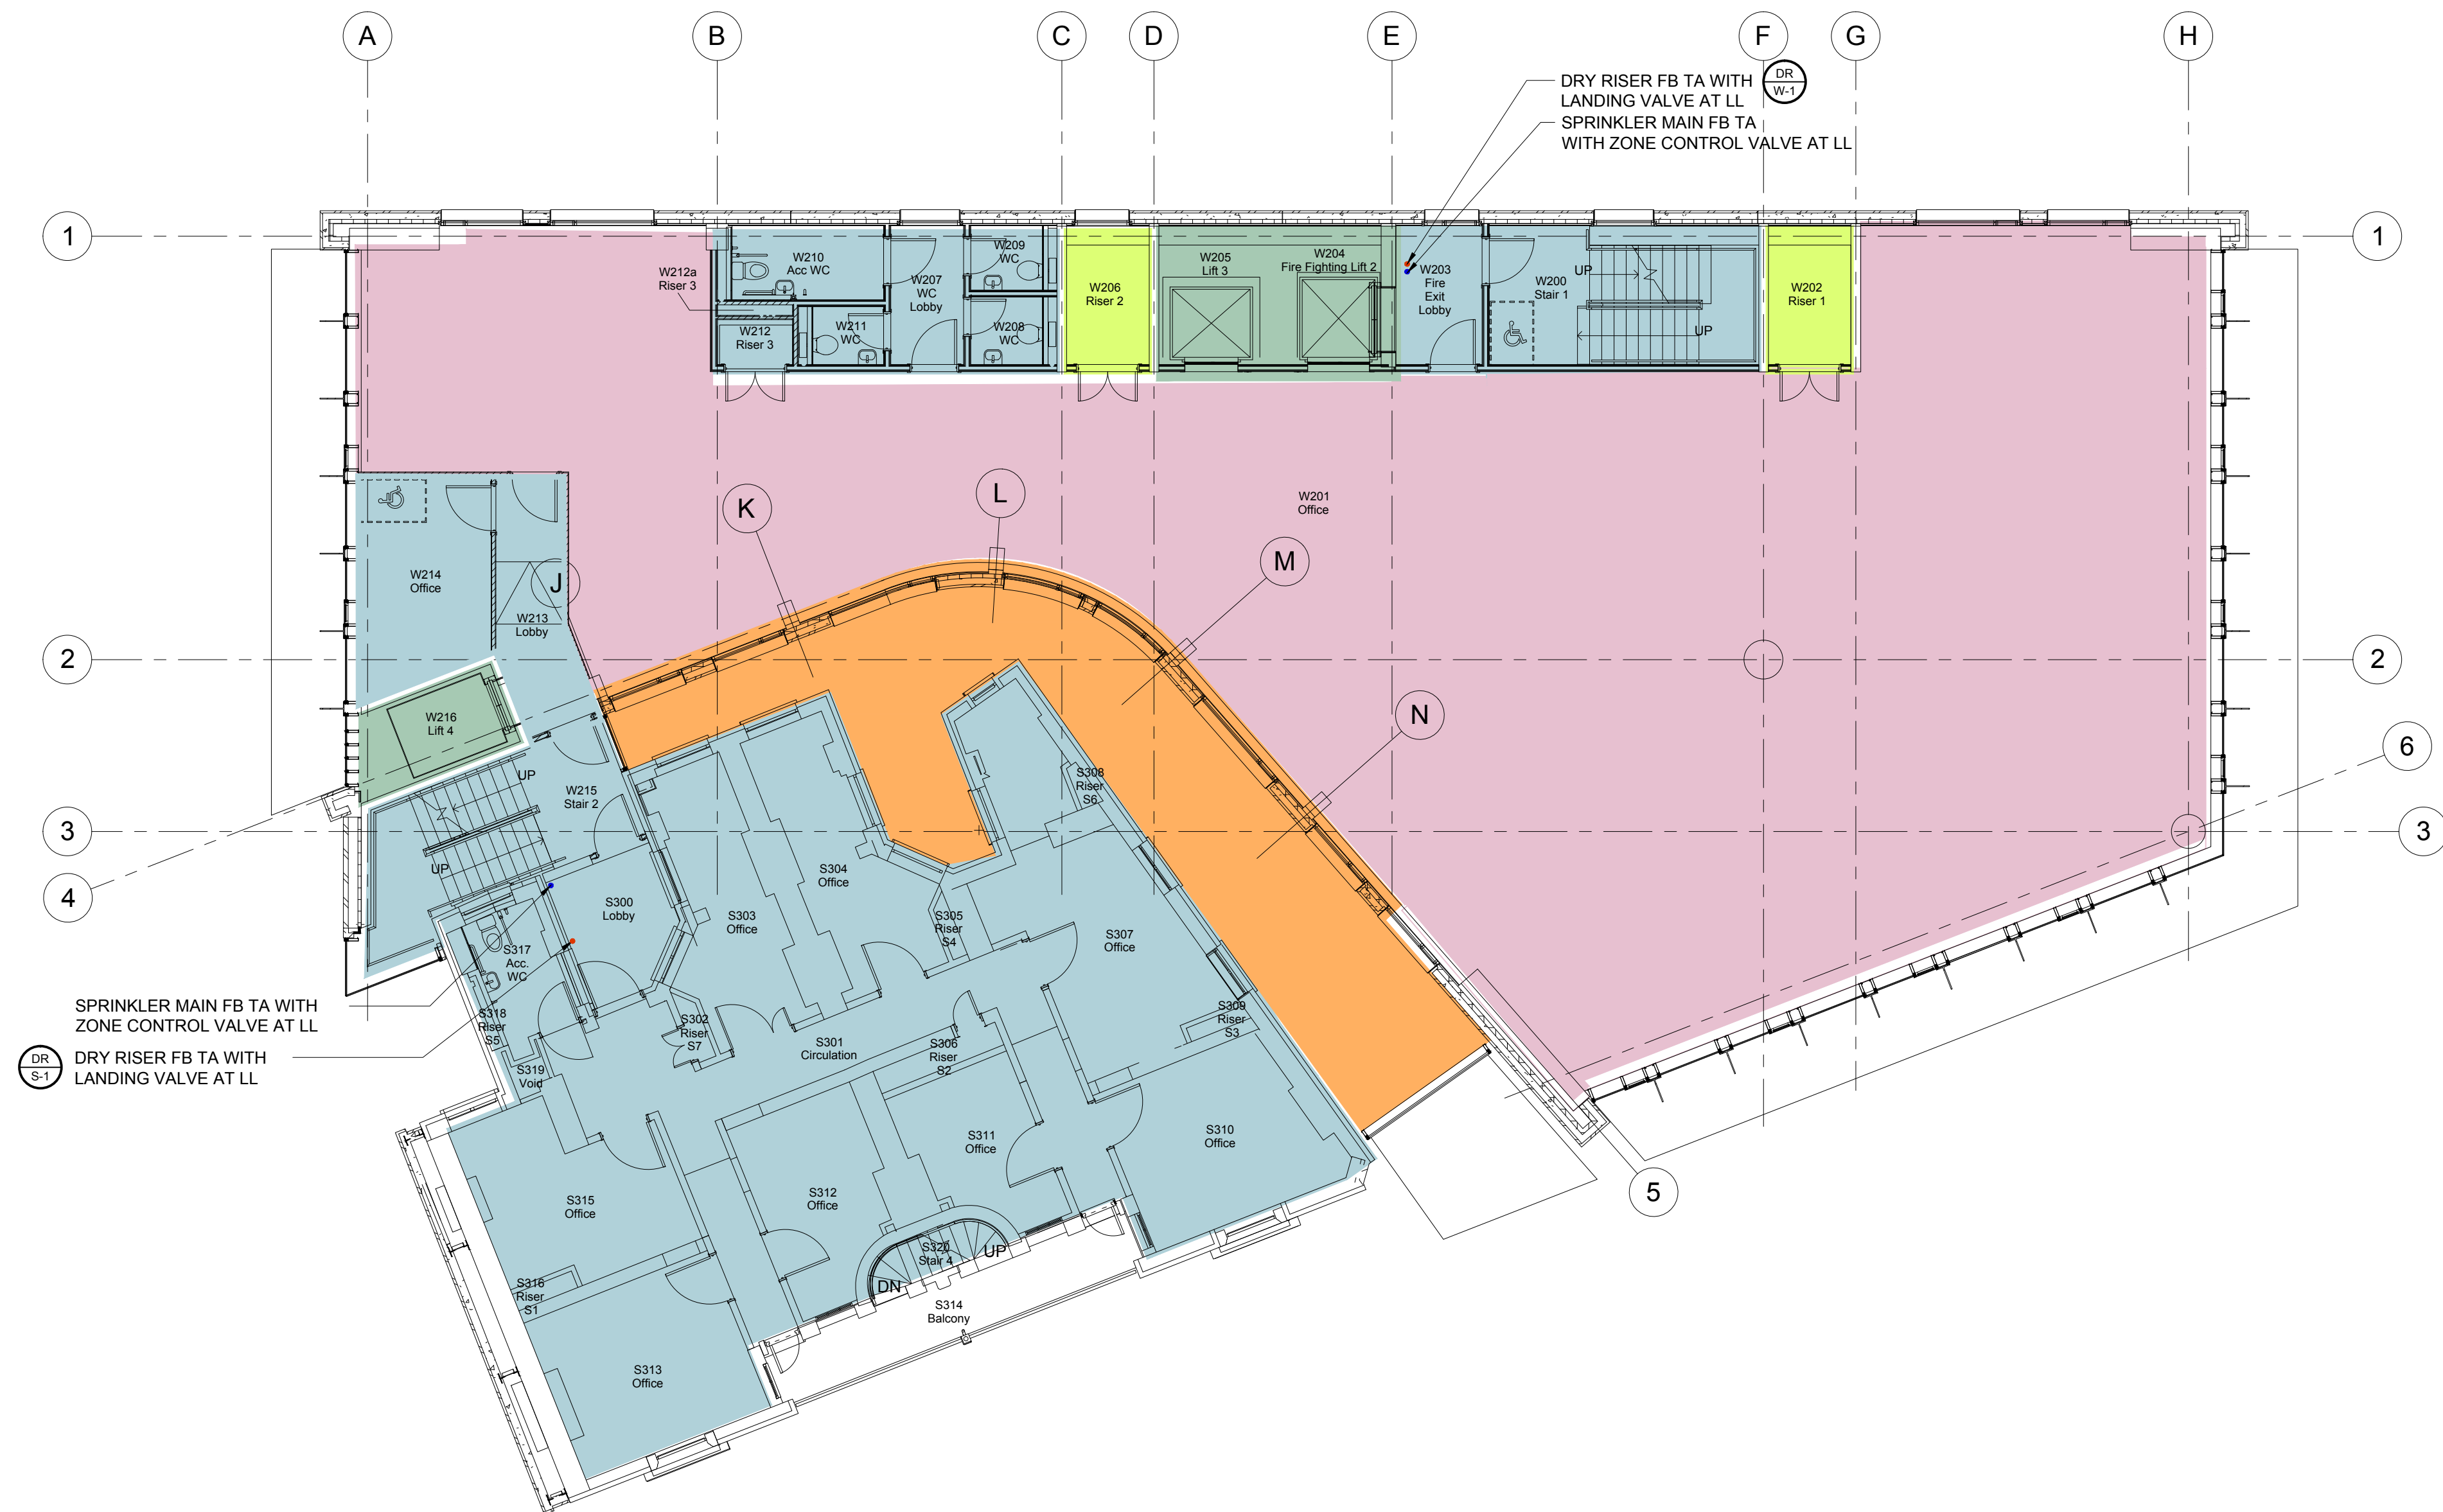 A
B
C
D
E
F
G
H
DRY RISER FB TA WITH
LANDING VALVE AT LL
DR
W-1
SPRINKLER MAIN FB TA
WITH ZONE CONTROL VALVE AT LL
1
1
W212a
Riser 3
W210
Acc WC
W207
WC
Lobby
W209
WC
W208
WC
W211
WC
W212
Riser 3
W206
Riser 2
W205
Lift 3
W204
Fire Fighting Lift 2
W203
Fire
Exit
Lobby
W200
Stair 1
UP
UP
W202
Riser 1
W201
Office
K
L
M
N
J
W214
Office
W213
Lobby
2
2
W216
Lift 4
6
UP
W215
Stair 2
UP
3
3
4
S308
Riser
S6
S304
Office
S300
Lobby
S303
Office
S305
Riser
S4
S307
Office
S317
Acc.
WC
SPRINKLER MAIN FB TA WITH
ZONE CONTROL VALVE AT LL
DR
S-1
DRY RISER FB TA WITH
LANDING VALVE AT LL
S318
Riser
S5
S302
Riser
S7
S301
Circulation
S306
Riser
S2
S309
Riser
S3
S319
Void
S311
Office
S310
Office
S312
Office
S315
Office
5
S320
Stair 4
UP
DN
S316
Riser
S1
S314
Balcony
S313
Office